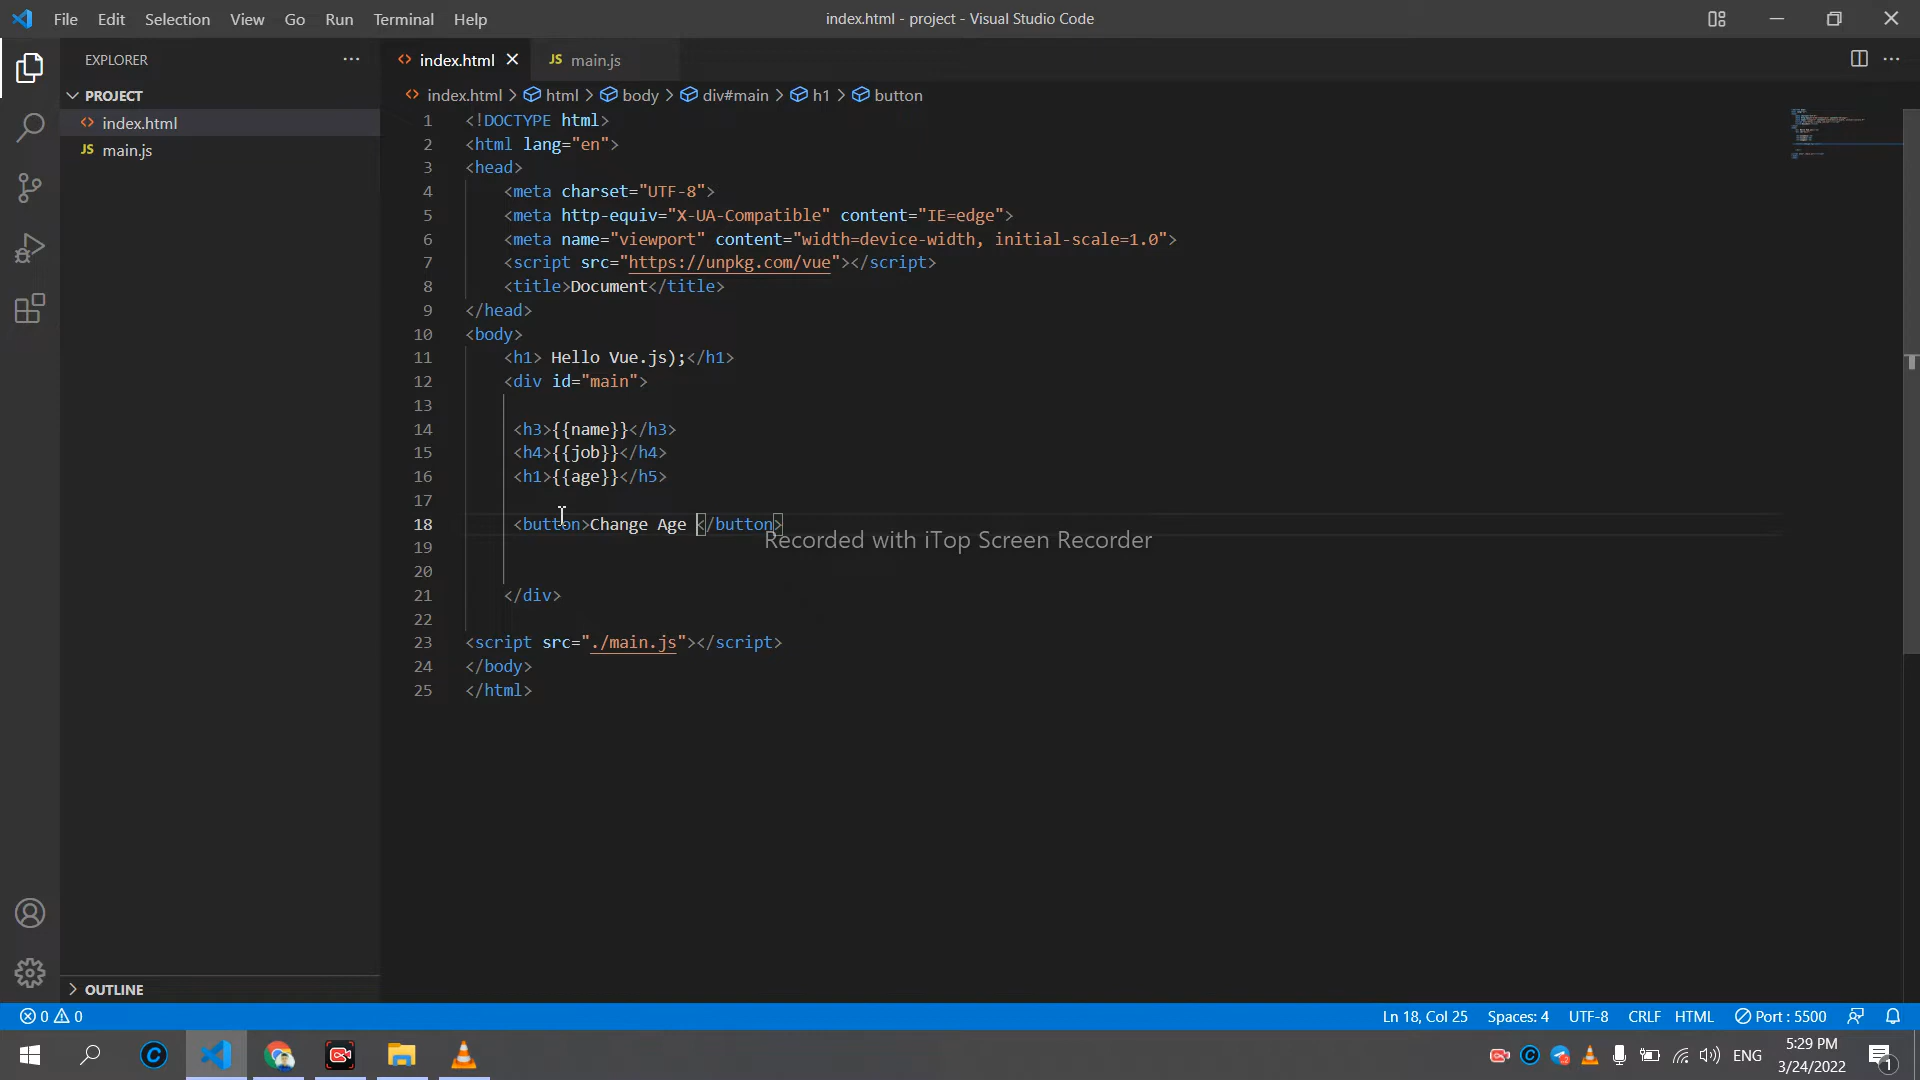 File Edit Selection View Go Run Terminal Help
index.html - project - Visual Studio Code
EXPLORER
PROJECT
index.html
JS main.js
OUTLINE
index.html
JS main.js
index.html > html > body > div#main > h1 > button
1 <!DOCTYPE html>
2 <html lang="en">
3 <head>
4 <meta charset="UTF-8">
5 <meta http-equiv="X-UA-Compatible" content="IE=edge">
6 <meta name="viewport" content="width=device-width, initial-scale=1.0">
7 <script src="https://unpkg.com/vue"></script>
8 <title>Document</title>
9 </head>
10 <body>
11 <h1> Hello Vue.js);</h1>
12 <div id="main">
13
14 <h3>{{name}}</h3>
15 <h4>{{job}}</h4>
16 <h1>{{age}}</h5>
17
18 <button>Change Age </button>
Recorded with iTop Screen Recorder
19
20
21 </div>
22
23 <script src="./main.js"></script>
24 </body>
25 </html>
0 0
Ln 18, Col 25 Spaces: 4 UTF-8 CRLF HTML Port : 5500
ENG
5:29 PM
3/24/2022
1